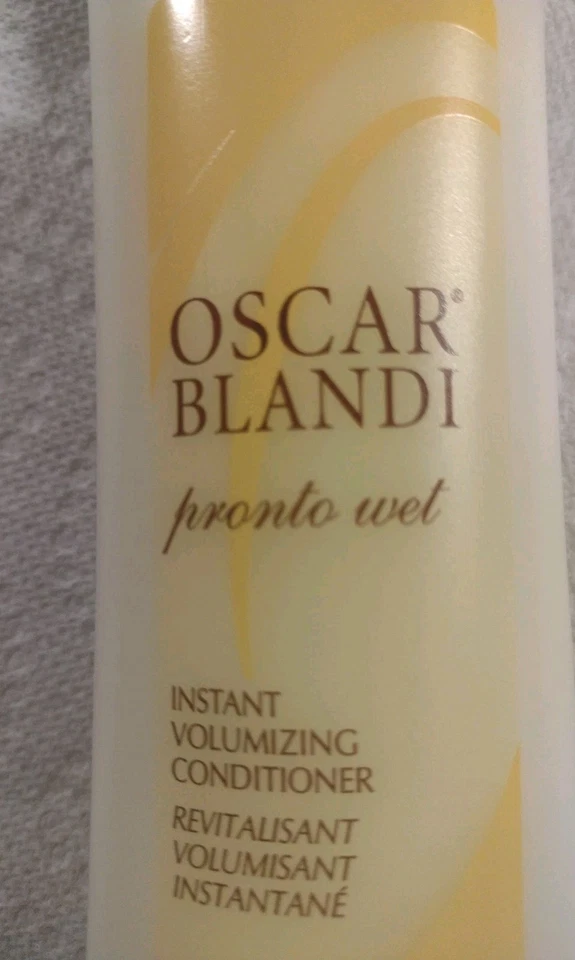 OSCAR®
BLANDI
pronto wet
INSTANT
VOLUMIZING
CONDITIONER
REVITALISANT
VOLUMISANT
INSTANTANÉ